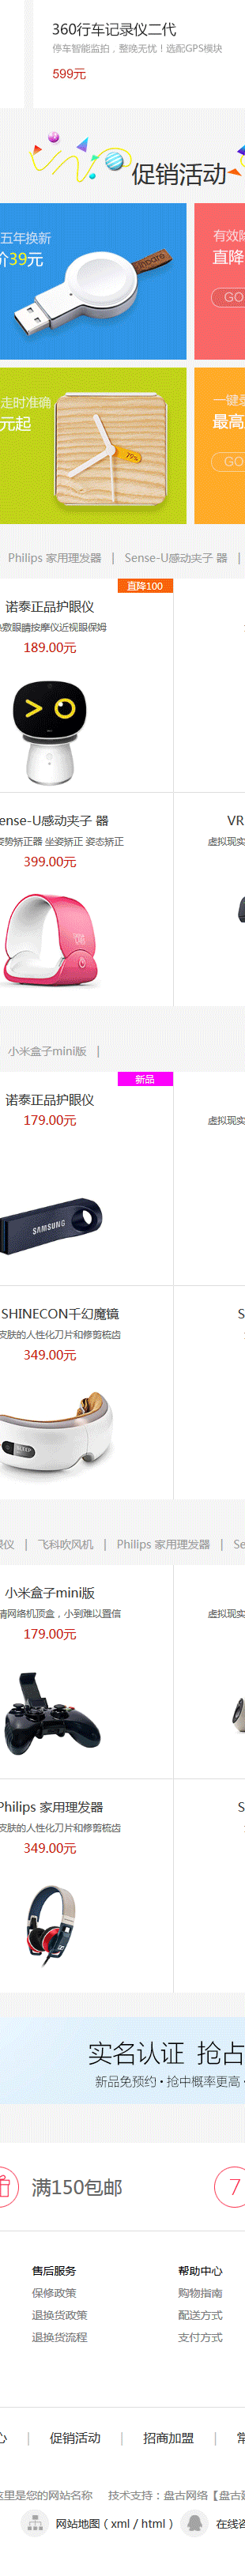 360行车记录仪二代
停车智能监拍，整晚无忧！选配GPS模块
599元
促销活动
五年换新
有效除
价39元
直降
GO
走时准确
一键
元起
最高
GO
Philips 家用理发器 | Sense-U感动夹子 器 |
直降100
诺泰正品护眼仪
热敷眼睛按摩仪近视眼保姆
189.00元
Sense-U感动夹子 器
VR
姿势矫正器 坐姿矫正 姿态矫正
虚拟现实
399.00元
小米盒子mini版 |
新品
诺泰正品护眼仪
179.00元
虚拟现实
SAMSUNG
SHINECON千幻魔镜
S
皮肤的人性化刀片和修剪梳齿
349.00元
SLEEP
眼仪 | 飞科吹风机 | Philips 家用理发器 | Se
小米盒子mini版
清网络机顶盒，小到难以置信
虚拟现实
179.00元
Philips 家用理发器
S
皮肤的人性化刀片和修剪梳齿
349.00元
实名认证 抢占
新品免预约 • 抢中概率更高 •
满150包邮
7
售后服务
帮助中心
保修政策
购物指南
退换货政策
配送方式
退换货流程
支付方式
心 | 促销活动 | 招商加盟 | 常
这里是您的网站名称 技术支持：盘古网络【盘古建
网站地图（xml / html） 在线咨